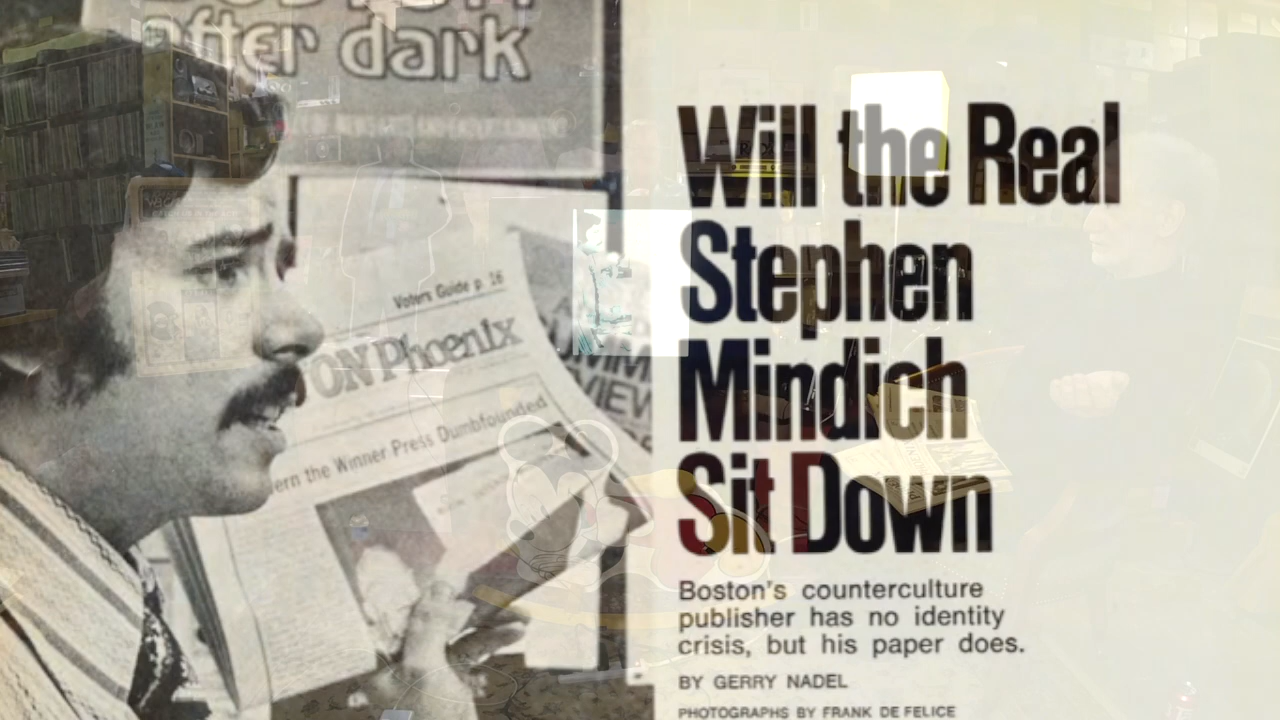 after dark
Voters Guide p. 16
ON Phoenix
ern the Winner Press Dumbfounded
Will the Real
Stephen
Mindich
Sit Down
Boston's counterculture
publisher has no identity
crisis, but his paper does.
BY GERRY NADEL
PHOTOGRAPHS BY FRANK DE FELICE